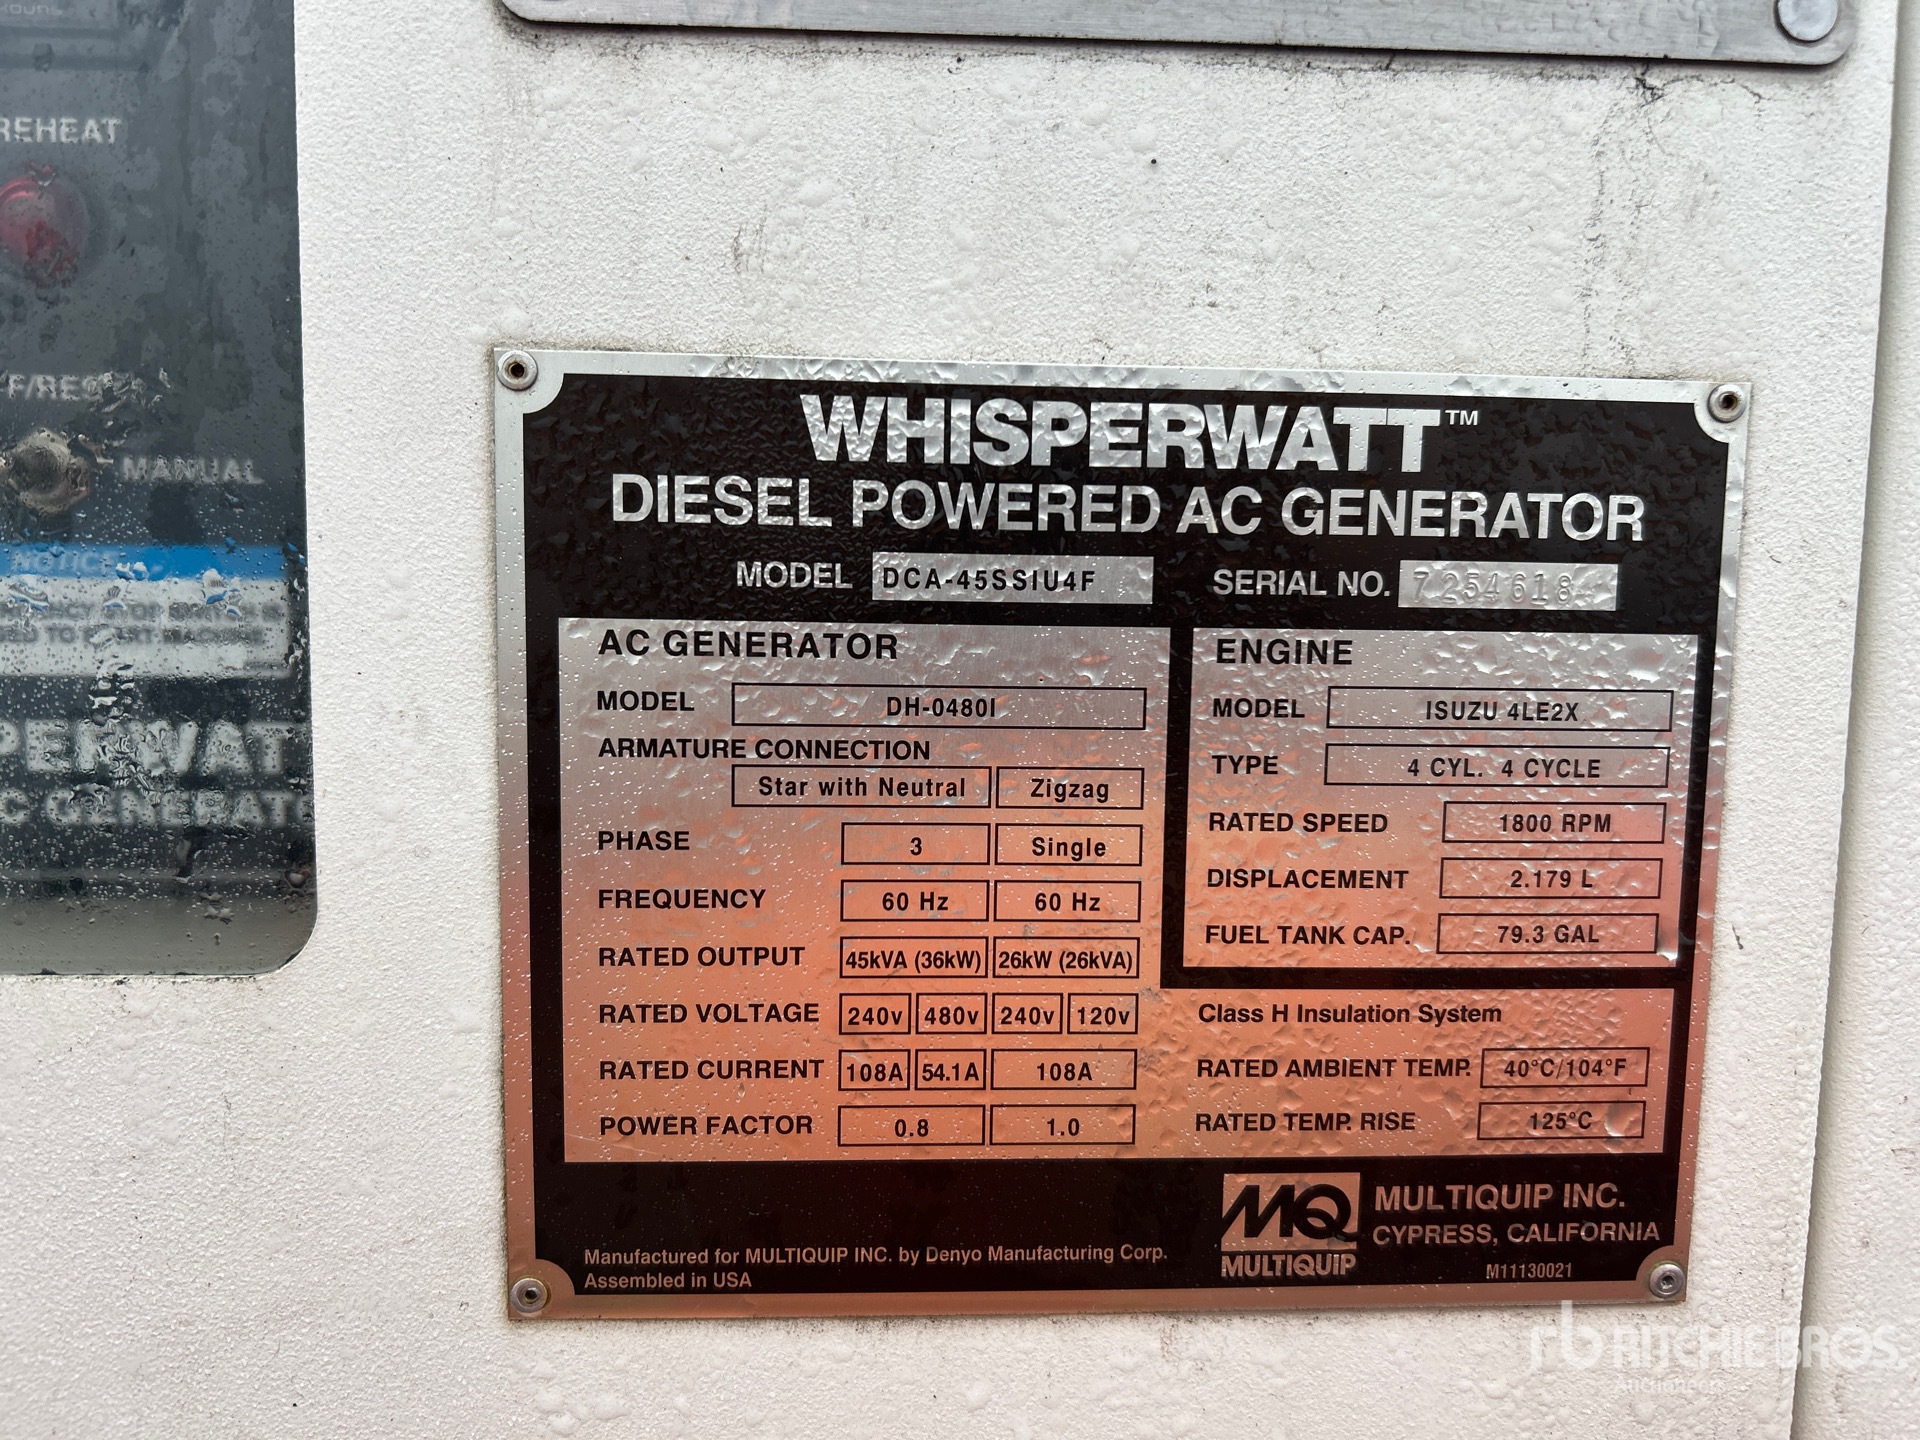 REHEAT
MANUAL
NOTICE
WHISPERWATT™
DIESEL POWERED AC GENERATOR
MODEL DCA-45SSIU4F SERIAL NO. 7254618
AC GENERATOR
MODEL DH-0480I
ARMATURE CONNECTION
Star with Neutral Zigzag
PHASE 3 Single
FREQUENCY 60 Hz 60 Hz
RATED OUTPUT 45kVA (36kW) 26kW (26kVA)
RATED VOLTAGE 240v 480v 240v 120v
RATED CURRENT 108A 54.1A 108A
POWER FACTOR 0.8 1.0
ENGINE
MODEL ISUZU 4LE2X
TYPE 4 CYL. 4 CYCLE
RATED SPEED 1800 RPM
DISPLACEMENT 2.179 L
FUEL TANK CAP. 79.3 GAL
Class H Insulation System
RATED AMBIENT TEMP. 40°C/104°F
RATED TEMP. RISE 125°C
Manufactured for MULTIQUIP INC. by Denyo Manufacturing Corp.
Assembled in USA
MQ
MULTIQUIP
MULTIQUIP INC.
CYPRESS, CALIFORNIA
M11130021
rb RITCHIE BROS.
Auctioneers